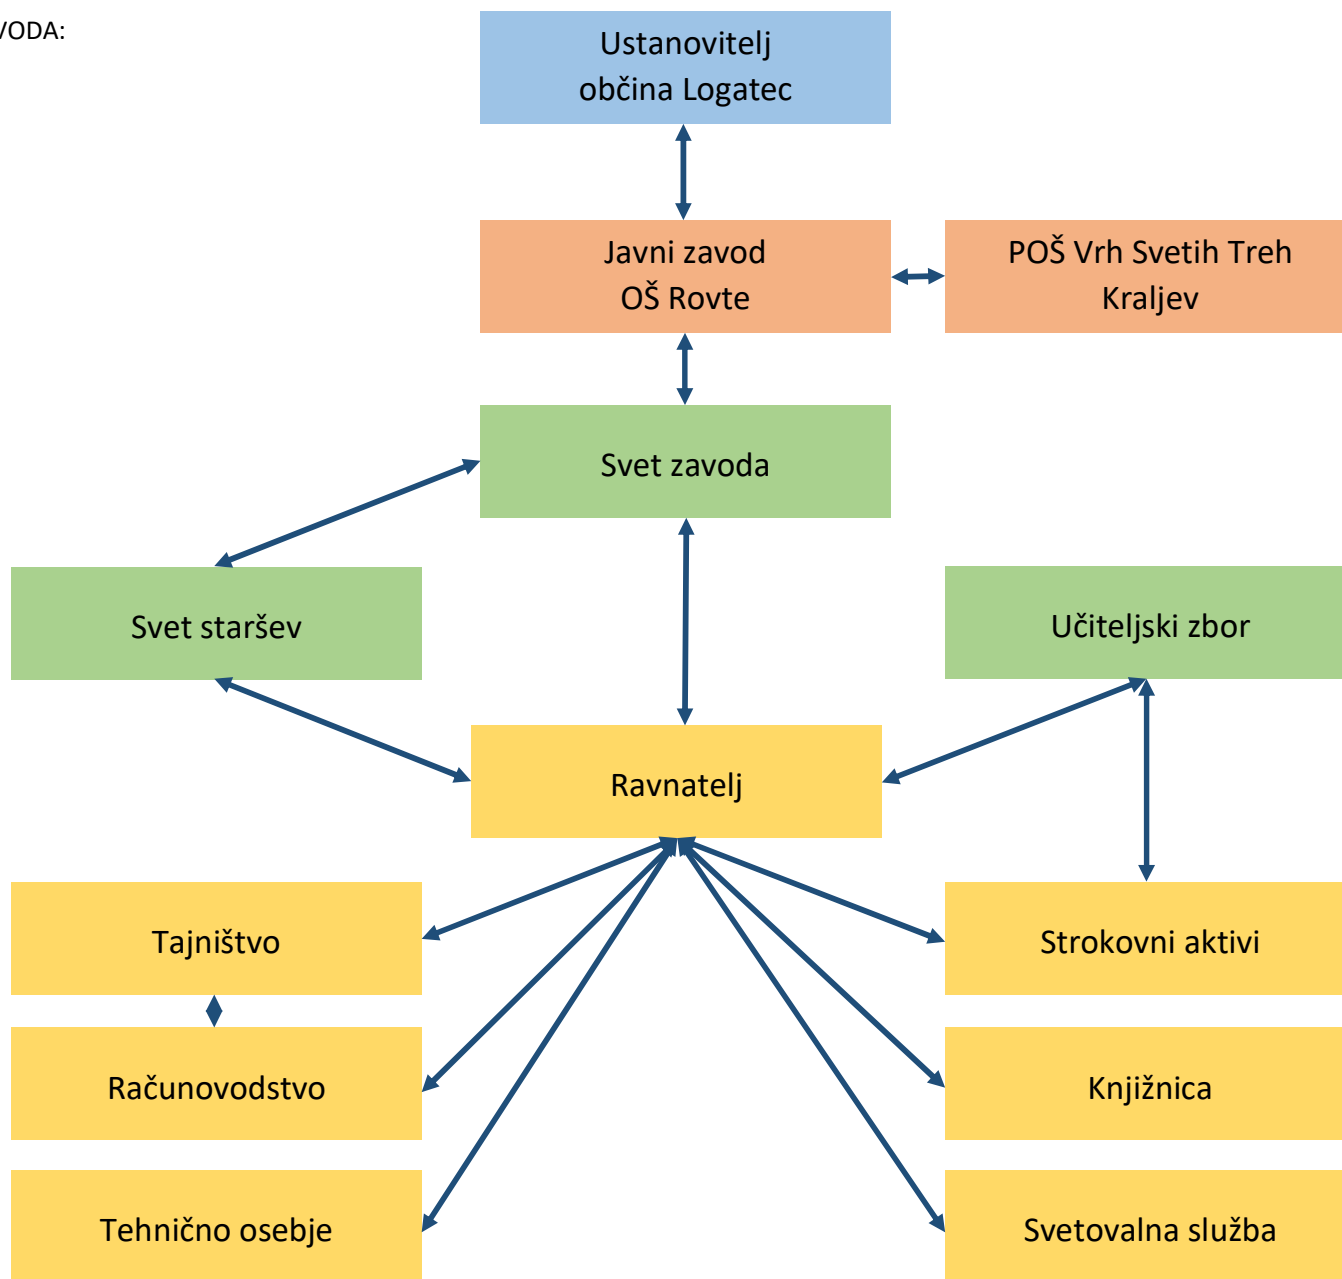 VODA:
Ustanovitelj
občina Logatec
Javni zavod
OŠ Rovte
POŠ Vrh Svetih Treh
Kraljev
Svet zavoda
Svet staršev
Učiteljski zbor
Ravnatelj
Tajništvo
Strokovni aktivi
Računovodstvo
Knjižnica
Tehnično osebje
Svetovalna služba